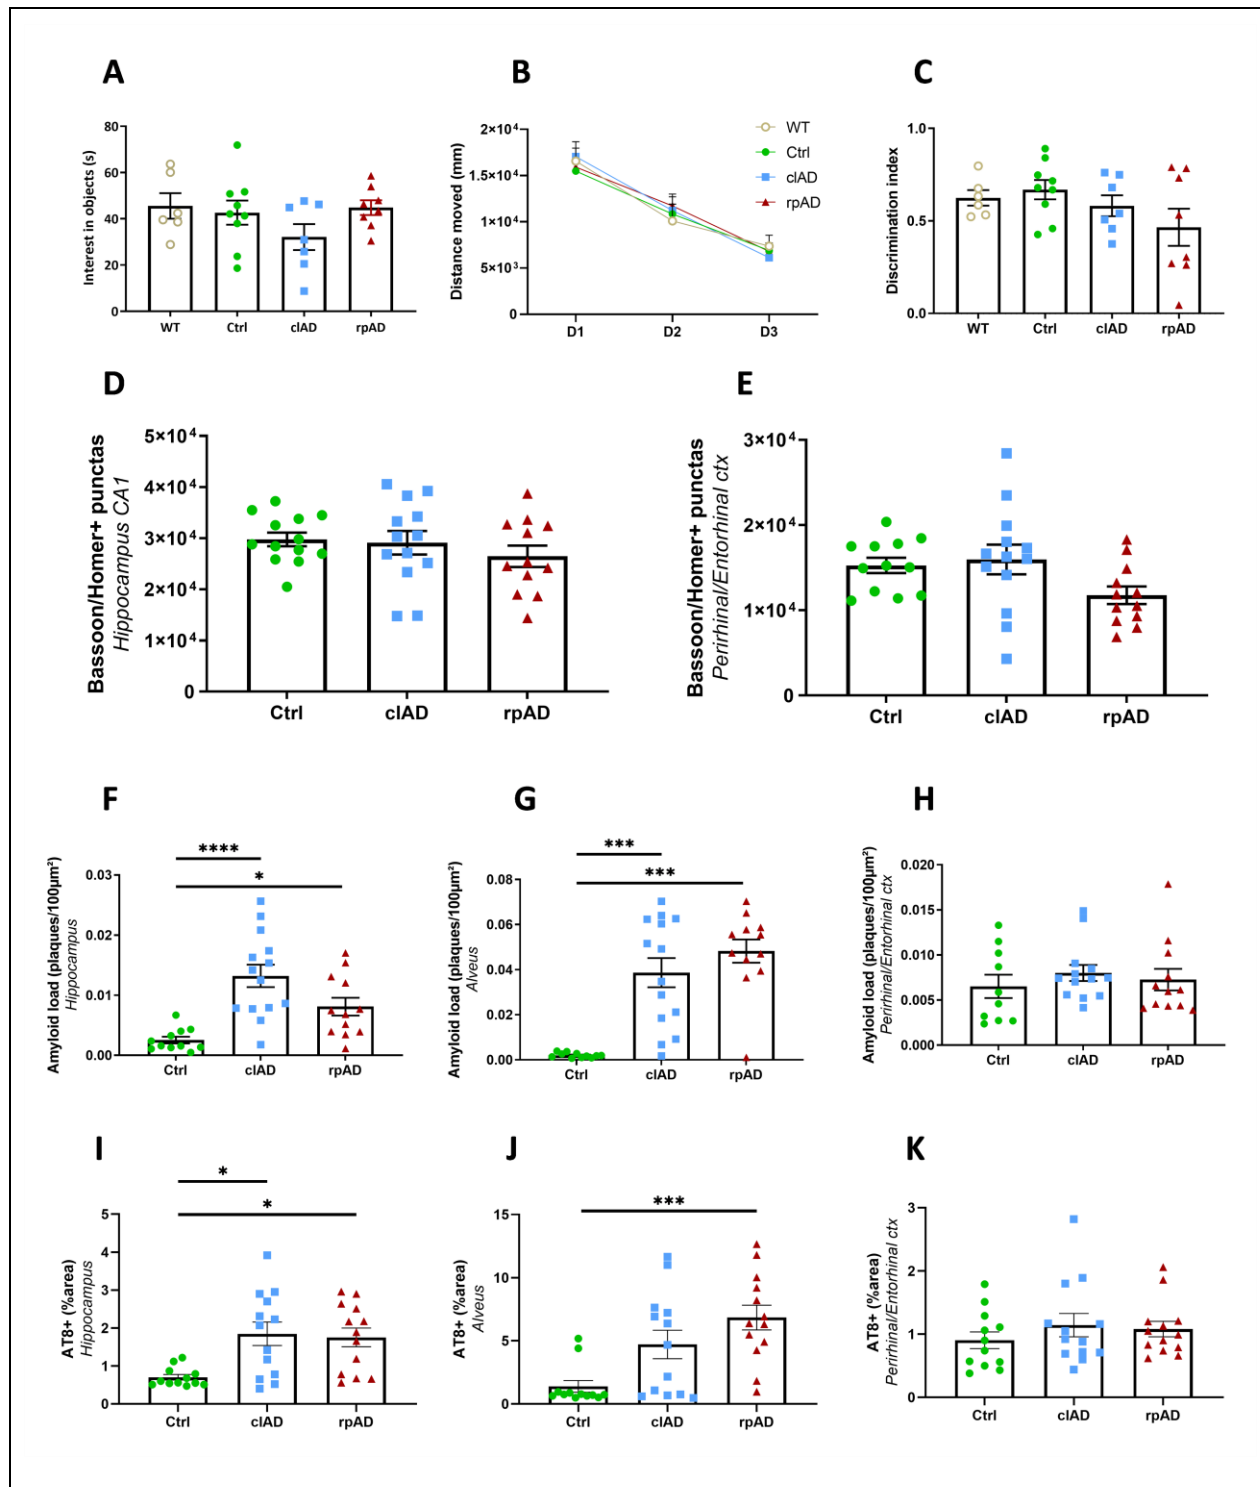 A
Interest in objects (s)
80
60
40
20
0
WT
Ctrl
clAD
rpAD
B
Distance moved (mm)
2×10⁴
1.5×10⁴
1×10⁴
5×10³
0
D1
D2
D3
WT
Ctrl
clAD
rpAD
C
Discrimination index
1.0
0.5
0.0
WT
Ctrl
clAD
rpAD
D
Bassoon/Homer+ punctas
Hippocampus CA1
5×10⁴
4×10⁴
3×10⁴
2×10⁴
1×10⁴
0
Ctrl
clAD
rpAD
E
Bassoon/Homer+ punctas
Perirhinal/Entorhinal ctx
3×10⁴
2×10⁴
1×10⁴
0
Ctrl
clAD
rpAD
F
Amyloid load (plaques/100µm²)
Hippocampus
****
*
0.03
0.02
0.01
0.00
Ctrl
clAD
rpAD
G
Amyloid load (plaques/100µm²)
Alveus
***
***
0.08
0.06
0.04
0.02
0.00
Ctrl
clAD
rpAD
H
Amyloid load (plaques/100µm²)
Perirhinal/Entorhinal ctx
0.020
0.015
0.010
0.005
0.000
Ctrl
clAD
rpAD
I
AT8+ (%area)
Hippocampus
*
*
5
4
3
2
1
0
Ctrl
clAD
rpAD
J
AT8+ (%area)
Alveus
***
15
10
5
0
Ctrl
clAD
rpAD
K
AT8+ (%area)
Perirhinal/Entorhinal ctx
3
2
1
0
Ctrl
clAD
rpAD